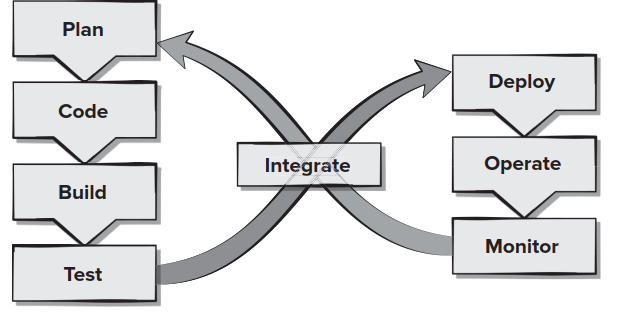 Plan
Code
Build
Test
Integrate
Deploy
Operate
Monitor